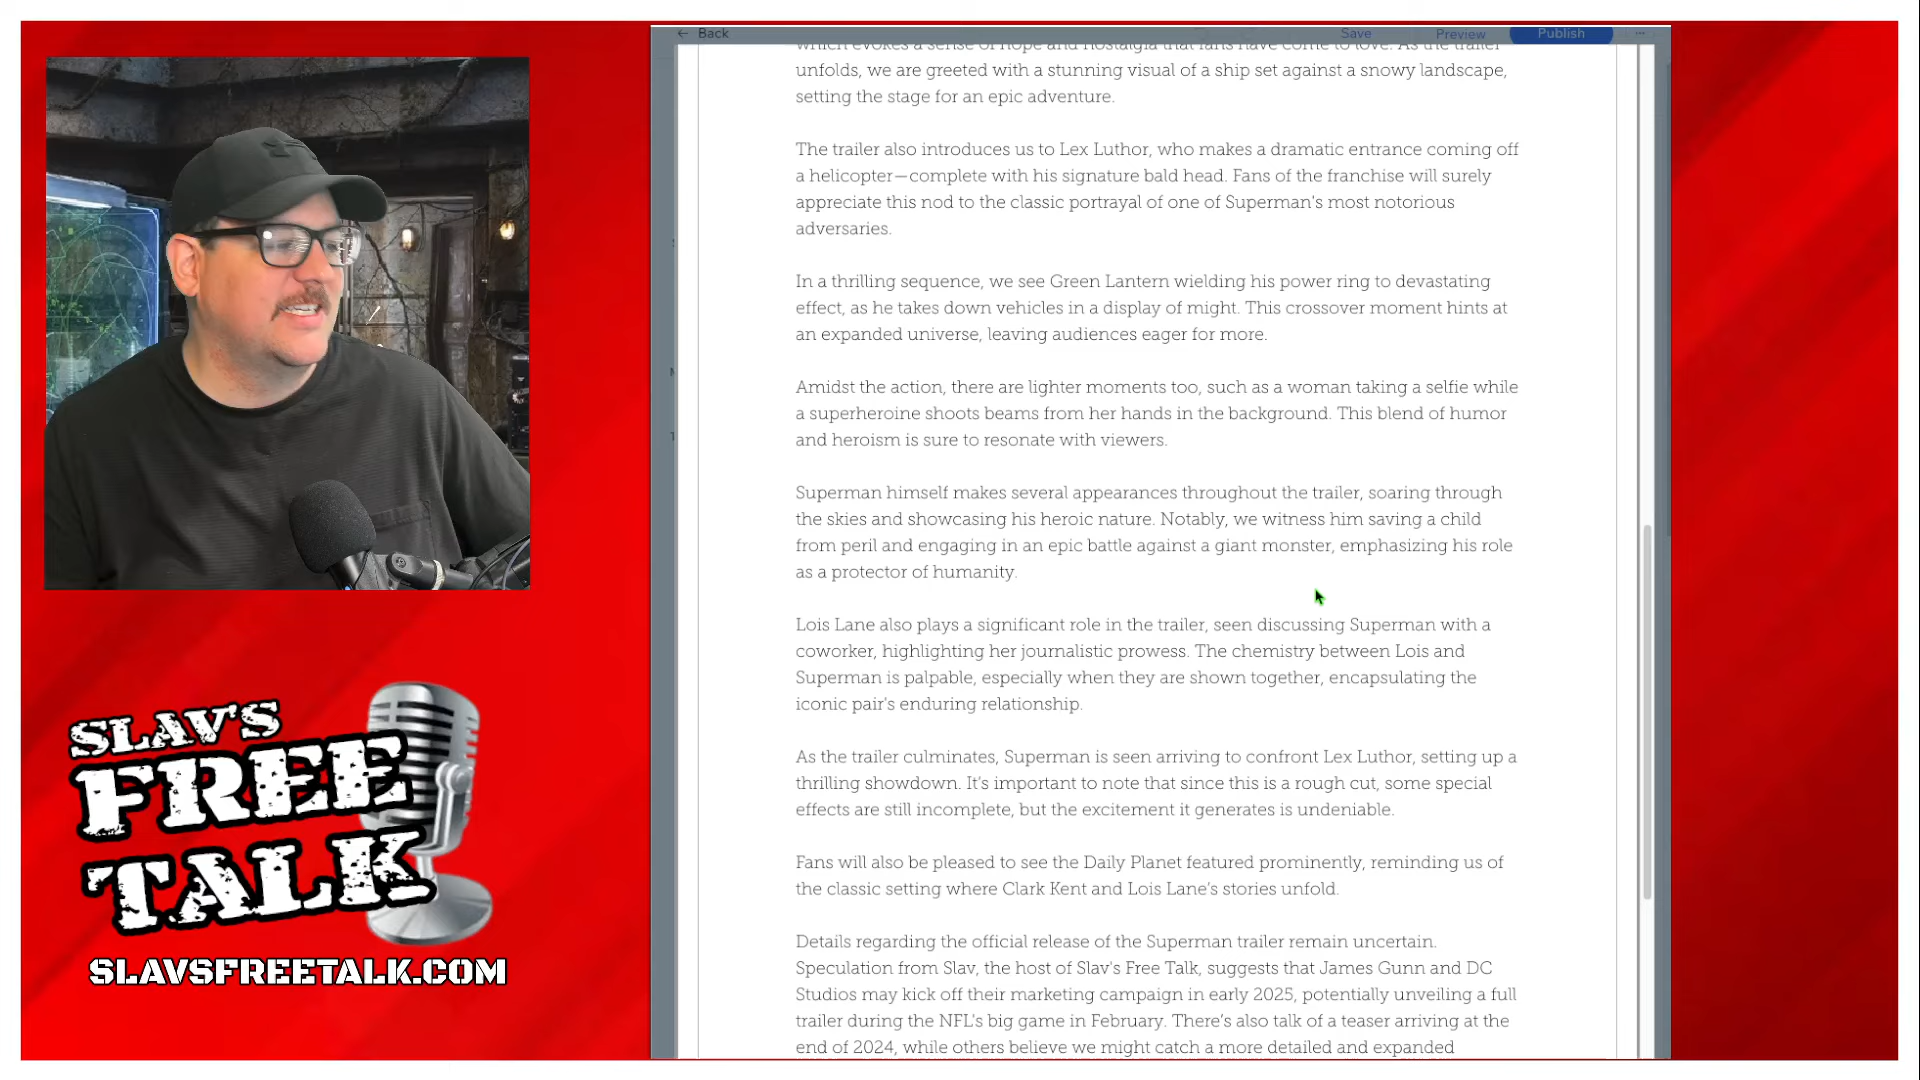 Back
Save
Preview
Publish
...
which evokes a sense of hope and nostalgia that fans have come to love. As the trailer
unfolds, we are greeted with a stunning visual of a ship set against a snowy landscape,
setting the stage for an epic adventure.
The trailer also introduces us to Lex Luthor, who makes a dramatic entrance coming off
a helicopter—complete with his signature bald head. Fans of the franchise will surely
appreciate this nod to the classic portrayal of one of Superman's most notorious
adversaries.
In a thrilling sequence, we see Green Lantern wielding his power ring to devastating
effect, as he takes down vehicles in a display of might. This crossover moment hints at
an expanded universe, leaving audiences eager for more.
Amidst the action, there are lighter moments too, such as a woman taking a selfie while
a superheroine shoots beams from her hands in the background. This blend of humor
and heroism is sure to resonate with viewers.
Superman himself makes several appearances throughout the trailer, soaring through
the skies and showcasing his heroic nature. Notably, we witness him saving a child
from peril and engaging in an epic battle against a giant monster, emphasizing his role
as a protector of humanity.
Lois Lane also plays a significant role in the trailer, seen discussing Superman with a
coworker, highlighting her journalistic prowess. The chemistry between Lois and
Superman is palpable, especially when they are shown together, encapsulating the
iconic pair's enduring relationship.
As the trailer culminates, Superman is seen arriving to confront Lex Luthor, setting up a
thrilling showdown. It's important to note that since this is a rough cut, some special
effects are still incomplete, but the excitement it generates is undeniable.
Fans will also be pleased to see the Daily Planet featured prominently, reminding us of
the classic setting where Clark Kent and Lois Lane's stories unfold.
Details regarding the official release of the Superman trailer remain uncertain.
Speculation from Slav, the host of Slav's Free Talk, suggests that James Gunn and DC
Studios may kick off their marketing campaign in early 2025, potentially unveiling a full
trailer during the NFL's big game in February. There's also talk of a teaser arriving at the
end of 2024, while others believe we might catch a more detailed and expanded
SLAV'S
FREE
TALK
SLAVSFREETALK.COM